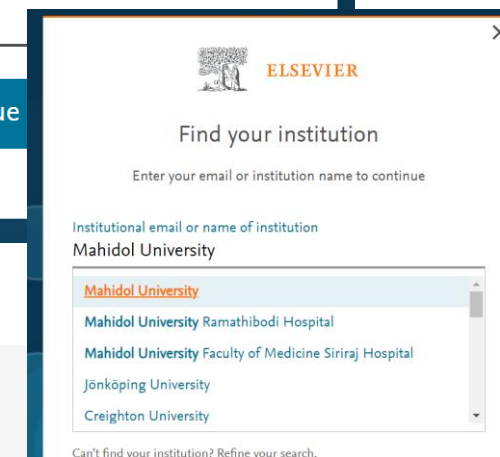 ue
ELSEVIER
Find your institution
Enter your email or institution name to continue
Institutional email or name of institution
Mahidol University
Mahidol University
Mahidol University Ramathibodi Hospital
Mahidol University Faculty of Medicine Siriraj Hospital
Jönköping University
Creighton University
Can't find your institution? Refine your search.